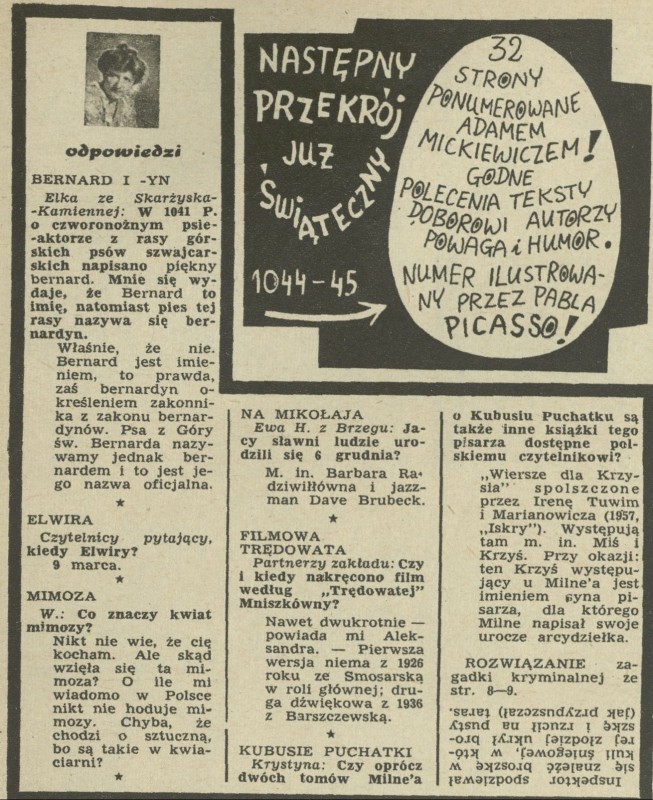 odpowiedzi
BERNARD I -YN
Elka ze Skarżyska-
-Kamiennej: W 1041 P.
o czworonożnym psie-
-aktorze z rasy gór-
skich psów szwajcar-
skich napisano piękny
bernard. Mnie się wy-
daje, że Bernard to
imię, natomiast pies tej
rasy nazywa się ber-
nardyn.
Właśnie, że nie.
Bernard jest imie-
niem, to prawda,
zaś bernardyn o-
kreśleniem zakonni-
ka z zakonu bernar-
dynów. Psa z Góry
św. Bernarda nazy-
wamy jednak ber-
nardem i to jest je-
go nazwa oficjalna.
★
ELWIRA
Czytelnicy pytający,
kiedy Elwiry?
9 marca.
★
MIMOZA
W.: Co znaczy kwiat
mimozy?
Nikt nie wie, że cię
kocham. Ale skąd
wzięła się ta mi-
moza? O ile mi
wiadomo w Polsce
nikt nie hoduje mi-
mozy. Chyba, że
chodzi o sztuczną,
bo są takie w kwia-
ciarni?
★
NASTĘPNY
PRZEKRÓJ
JUŻ
ŚWIĄTECZNY
1044-45
32
STRONY
PONUMEROWANE
ADAMEM
MICKIEWICZEM!
GODNE
POLECENIA TEKSTY
DOBOROWI AUTORZY
POWAGA i HUMOR.
NUMER ILUSTROWA-
NY PRZEZ PABLA
PICASSO!
NA MIKOŁAJA
Ewa H. z Brzegu: Ja-
cy sławni ludzie uro-
dzili się 6 grudnia?
M. in. Barbara Ra-
dziwiłłówna i jazz-
man Dave Brubeck.
★
FILMOWA
TRĘDOWATA
Partnerzy zakładu: Czy
i kiedy nakręcono film
według „Trędowatej”
Mniszkówny?
Nawet dwukrotnie —
powiada mi Alek-
sandra. — Pierwsza
wersja niema z 1926
roku ze Smosarską
w roli głównej; dru-
ga dźwiękowa z 1936
z Barszczewską.
★
KUBUSIE PUCHATKI
Krystyna: Czy oprócz
dwóch tomów Milne'a
o Kubusiu Puchatku są
także inne książki tego
pisarza dostępne pol-
skiemu czytelnikowi?
„Wiersze dla Krzy-
sia” spolszczone
przez Irenę Tuwim
i Marianowicza (1957,
„Iskry”). Występują
tam m. in. Miś i
Krzyś. Przy okazji:
ten Krzyś występu-
jący u Milne'a jest
imieniem syna pi-
sarza, dla którego
Milne napisał swoje
urocze arcydziełka.
ROZWIĄZANIE za-
gadki kryminalnej ze
str. 8—9.
Inspektor spodziewał
się znaleźć broszkę w
kuli śniegowej, w któ-
rej złodziej ukrył bro-
szkę i rzucił na pusty
(jak przypuszczał) taras.